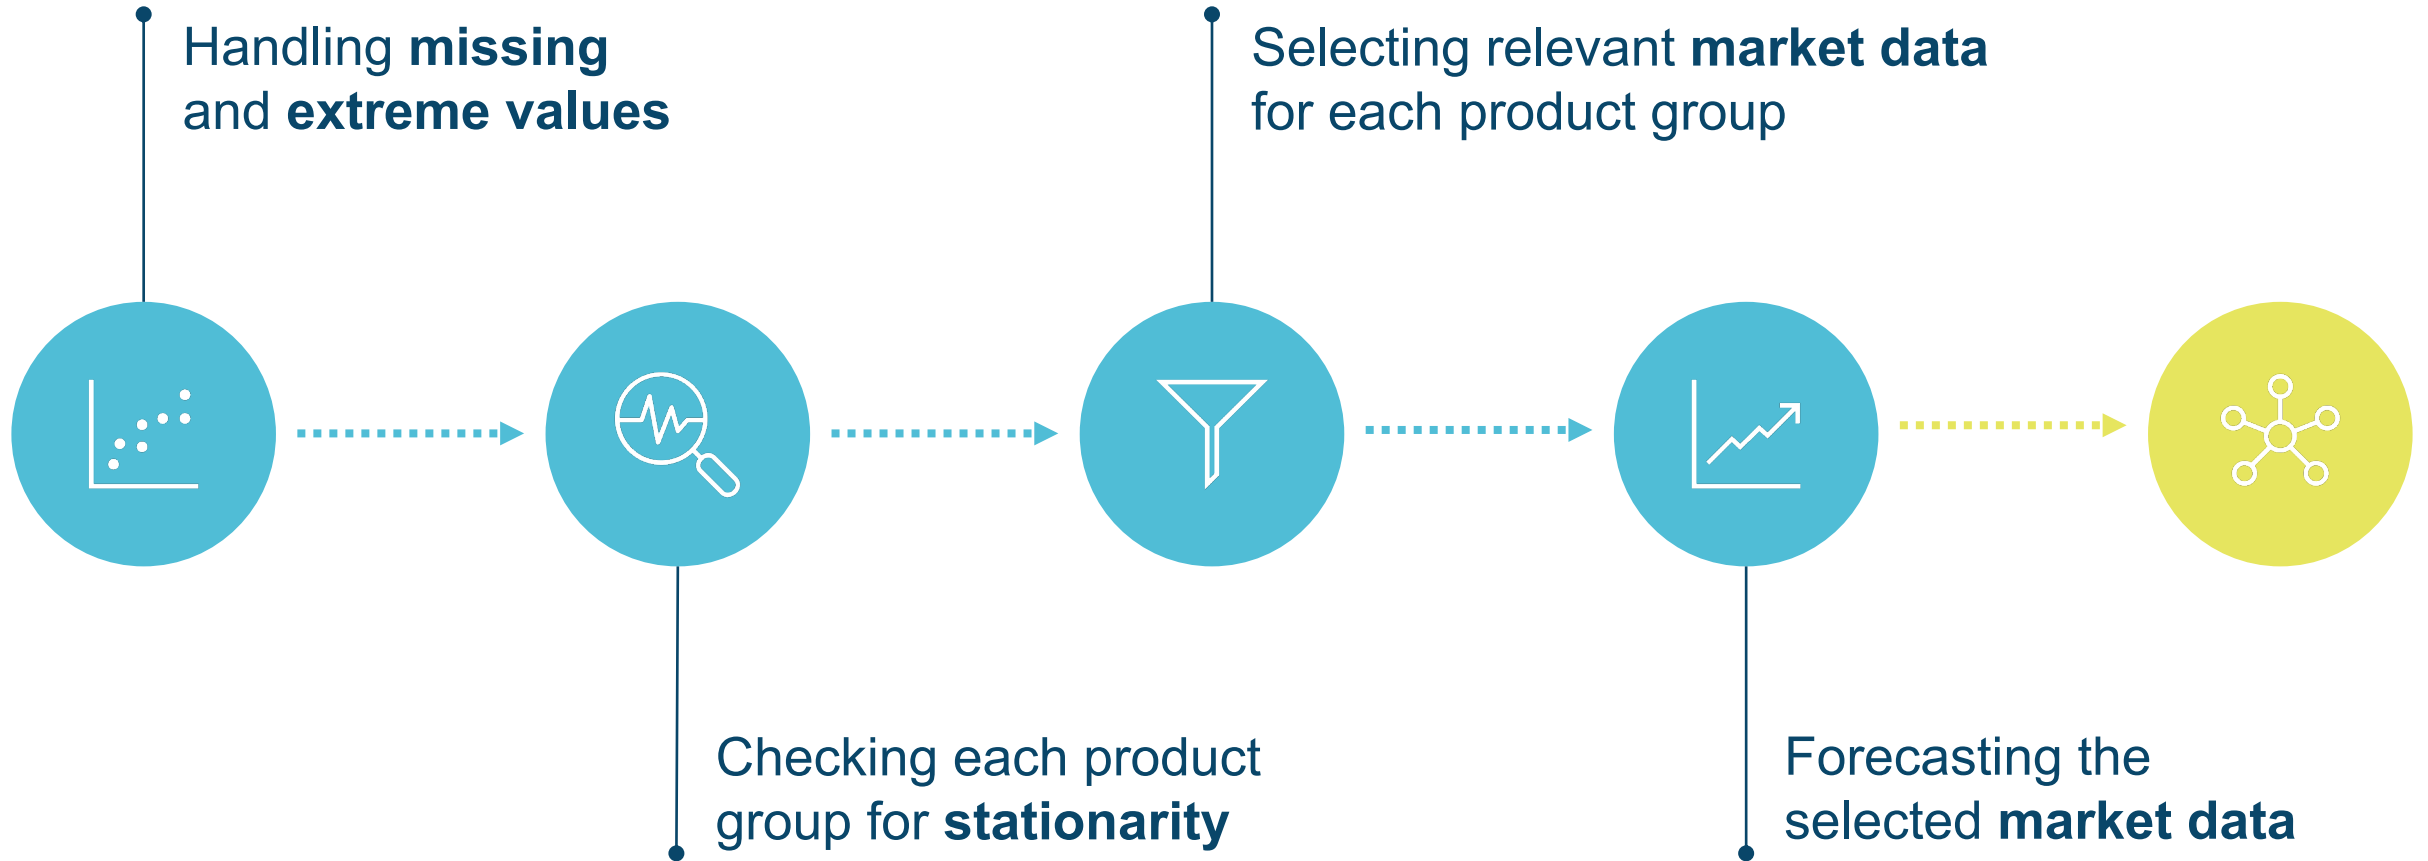 Handling missing
and extreme values
Selecting relevant market data
for each product group
Checking each product
group for stationarity
Forecasting the
selected market data